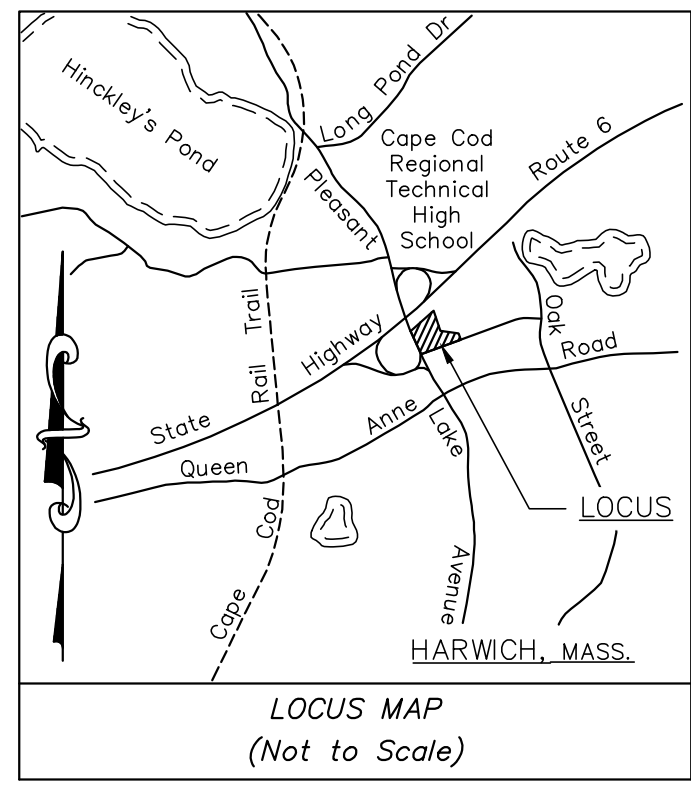 Long Pond Dr
Hinckley's Pond
Cape Cod
Regional
Technical
High
School
Route 6
Pleasant
Lake
Avenue
Oak
Street
State Highway
Queen Anne Road
Cape Cod Rail Trail
LOCUS
HARWICH, MASS.
LOCUS MAP
(Not to Scale)